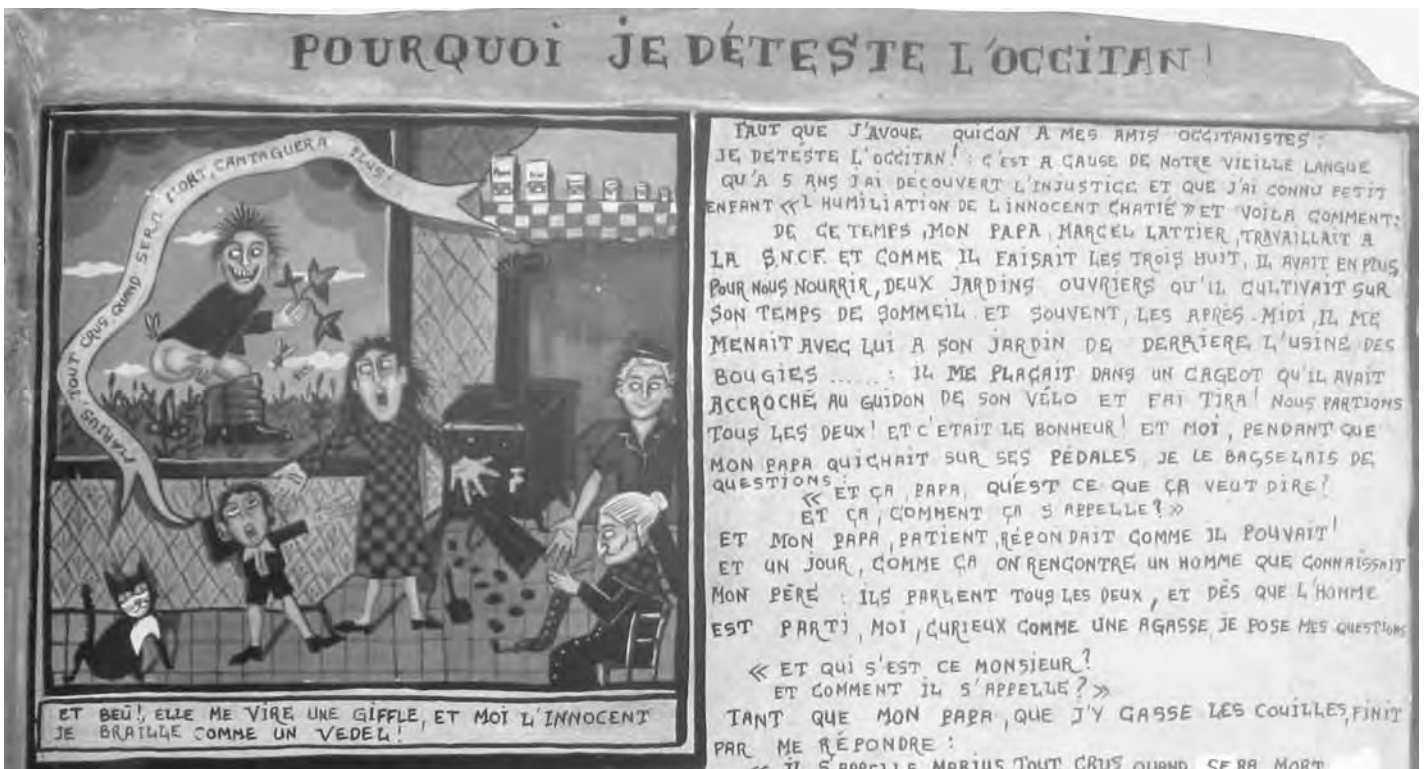 POURQUOi JE DÉTESTE L'OCCiTAN !
MARIUS, TOUT CRUS, QUAND SERA MORT, CANTAGUERA PLUS !
F
ET BEÛ!, ELLE ME VIRE UNE GIFFLE, ET MOI L'INNOCENT
JE BRAILLE COMME UN VEDEL !
FAUT QUE J'AVOUE QUICON A MES AMIS OCCITANISTES :
JE DETESTE L'OCCITAN ! : C'EST A CAUSE DE NOTRE VIEILLE LANGUE
QU'A 5 ANS J'AI DÉCOUVERT L'INJUSTICE ET QUE J'AI CONNU PETIT
ENFANT « L'HUMILIATION DE L'INNOCENT CHATIÉ » ET VOILA COMMENT:
DE CE TEMPS, MON PAPA, MARCEL LATTIER, TRAVAILLAIT A
LA S.N.C.F. ET COMME IL FAISAIT LES TROIS HUIT, IL AVAIT EN PLUS
POUR NOUS NOURRIR, DEUX JARDINS OUVRIERS QU'IL CULTIVAIT SUR
SON TEMPS DE SOMMEIL ET SOUVENT, LES APRÈS-MIDI, IL ME
MENAIT AVEC LUI A SON JARDIN DE DERRIERE L'USINE DES
BOUGIES ...... : IL ME PLAÇAIT DANS UN CAGEOT QU'IL AVAIT
ACCROCHÉ AU GUIDON DE SON VÉLO ET FAI TIRA ! NOUS PARTIONS
TOUS LES DEUX ! ET C'ETAIT LE BONHEUR ! ET MOI, PENDANT QUE
MON PAPA QUICHAIT SUR SES PÉDALES JE LE BASSELAIS DE
QUESTIONS :
« ET ÇA, PAPA, QU'EST CE QUE ÇA VEUT DIRE ?
ET ÇA, COMMENT ÇA S'APPELLE ? »
ET MON PAPA, PATIENT, RÉPONDAIT COMME IL POUVAIT !
ET UN JOUR, COMME ÇA ON RENCONTRE UN HOMME QUE CONNAISSAIT
MON PÈRE : ILS PARLENT TOUS LES DEUX, ET DÈS QUE L'HOMME
EST PARTI, MOI, CURIEUX COMME UNE AGASSE, JE POSE MES QUESTIONS
« ET QUI S'EST CE MONSIEUR ?
ET COMMENT IL S'APPELLE ? »
TANT QUE MON PAPA, QUE J'Y CASSE LES COUILLES, FINIT
PAR ME RÉPONDRE :
« IL S'APPELLE MARIUS TOUT CRUS QUAND SERA MORT